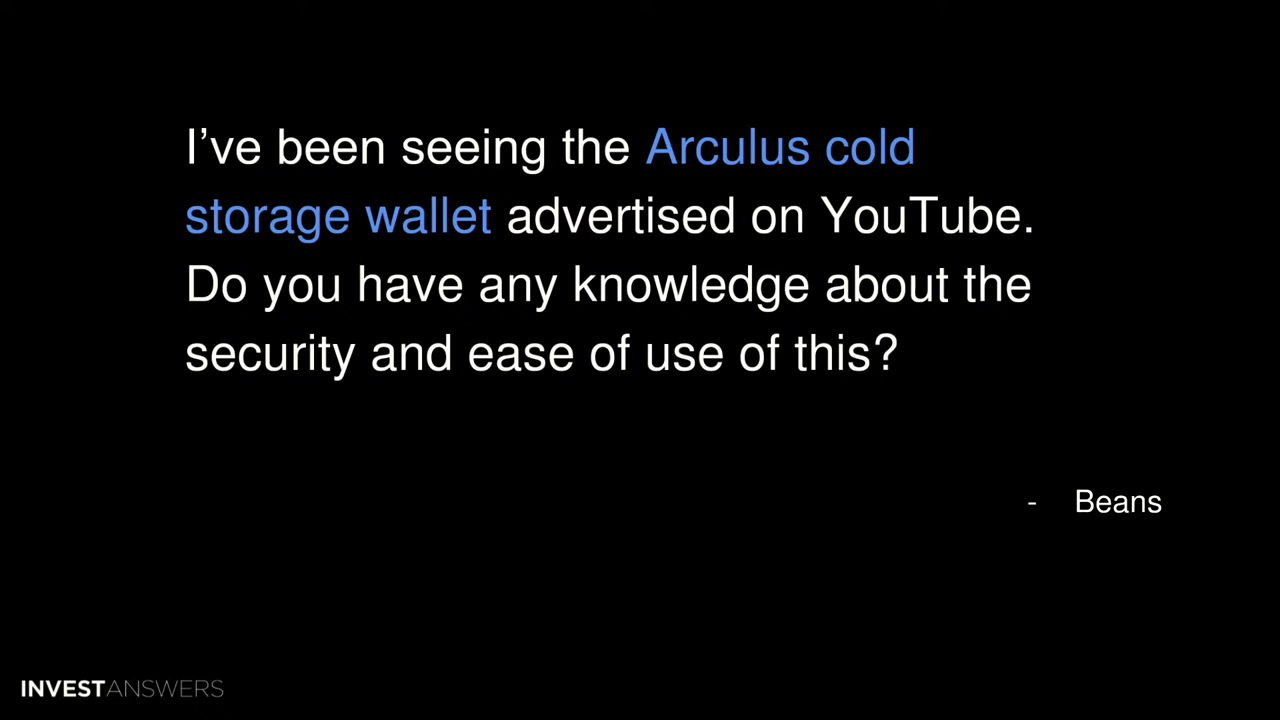 I’ve been seeing the Arculus cold
storage wallet advertised on YouTube.
Do you have any knowledge about the
security and ease of use of this?
- Beans
INVESTANSWERS